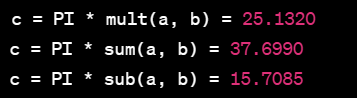 c = PI * mult(a, b) = 25.1320
c = PI * sum(a, b) = 37.6990
c = PI * sub(a, b) = 15.7085